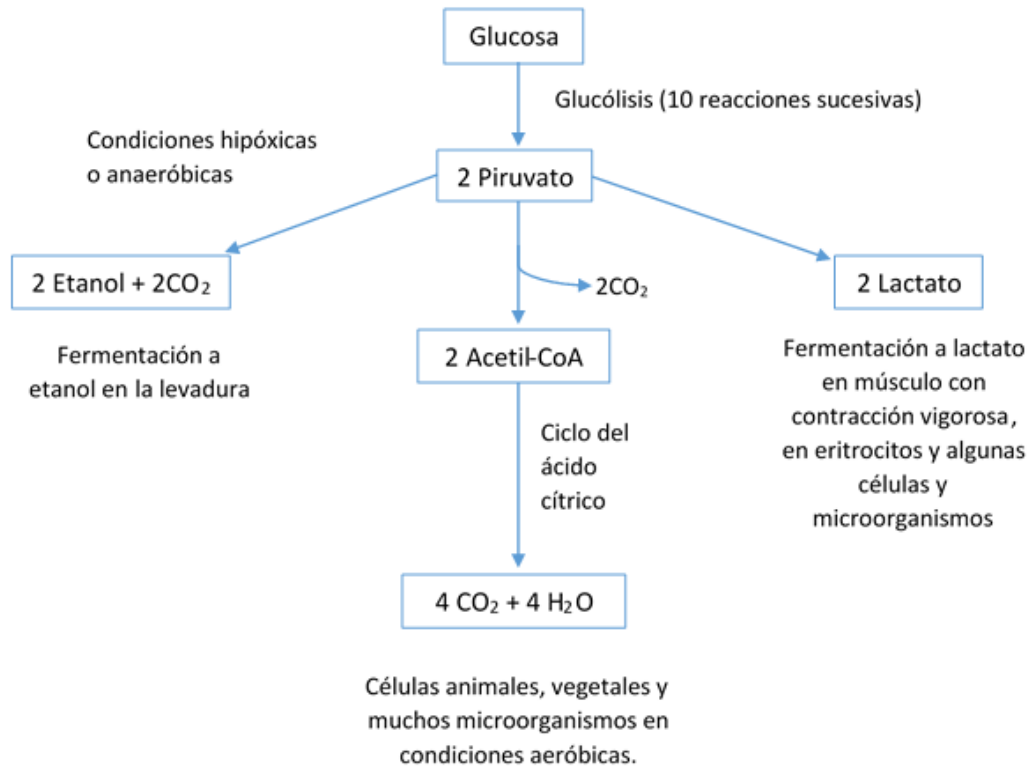 Glucosa
Glucólisis (10 reacciones sucesivas)
Condiciones hipóxicas
o anaeróbicas
2 Piruvato
2 Etanol + 2CO₂
2CO₂
2 Lactato
Fermentación a
etanol en la levadura
2 Acetil-CoA
Fermentación a lactato
en músculo con
contracción vigorosa,
en eritrocitos y algunas
células y
microorganismos
Ciclo del
ácido
cítrico
4 CO₂ + 4 H₂O
Células animales, vegetales y
muchos microorganismos en
condiciones aeróbicas.